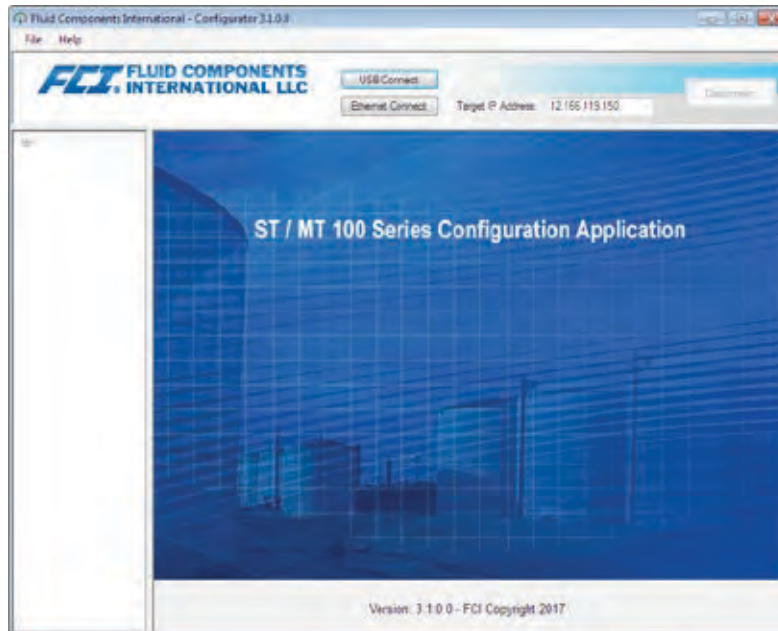 Fluid Components International - Configurator 3.1.0.0
File Help
FCI. FLUID COMPONENTS
INTERNATIONAL LLC
USB Connect
Ethernet Connect Target IP Address: 12.166.119.150
Disconnect
ST / MT 100 Series Configuration Application
Version: 3.1.0.0 - FCI Copyright 2017